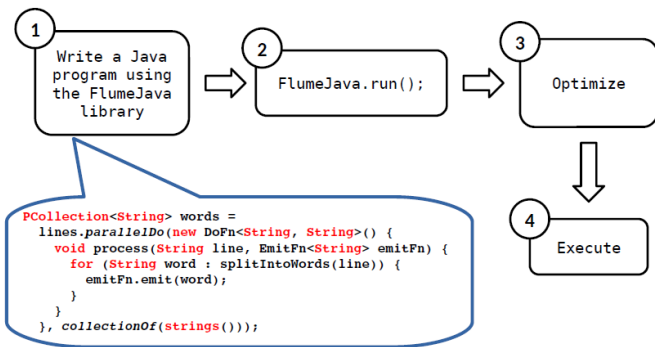 1
Write a Java
program using
the FlumeJava
library
2
FlumeJava.run();
3
Optimize
4
Execute
PCollection<String> words =
lines.parallelDo(new DoFn<String, String>() {
void process(String line, EmitFn<String> emitFn) {
for (String word : splitIntoWords(line)) {
emitFn.emit(word);
}
}
}, collectionOf(strings()));